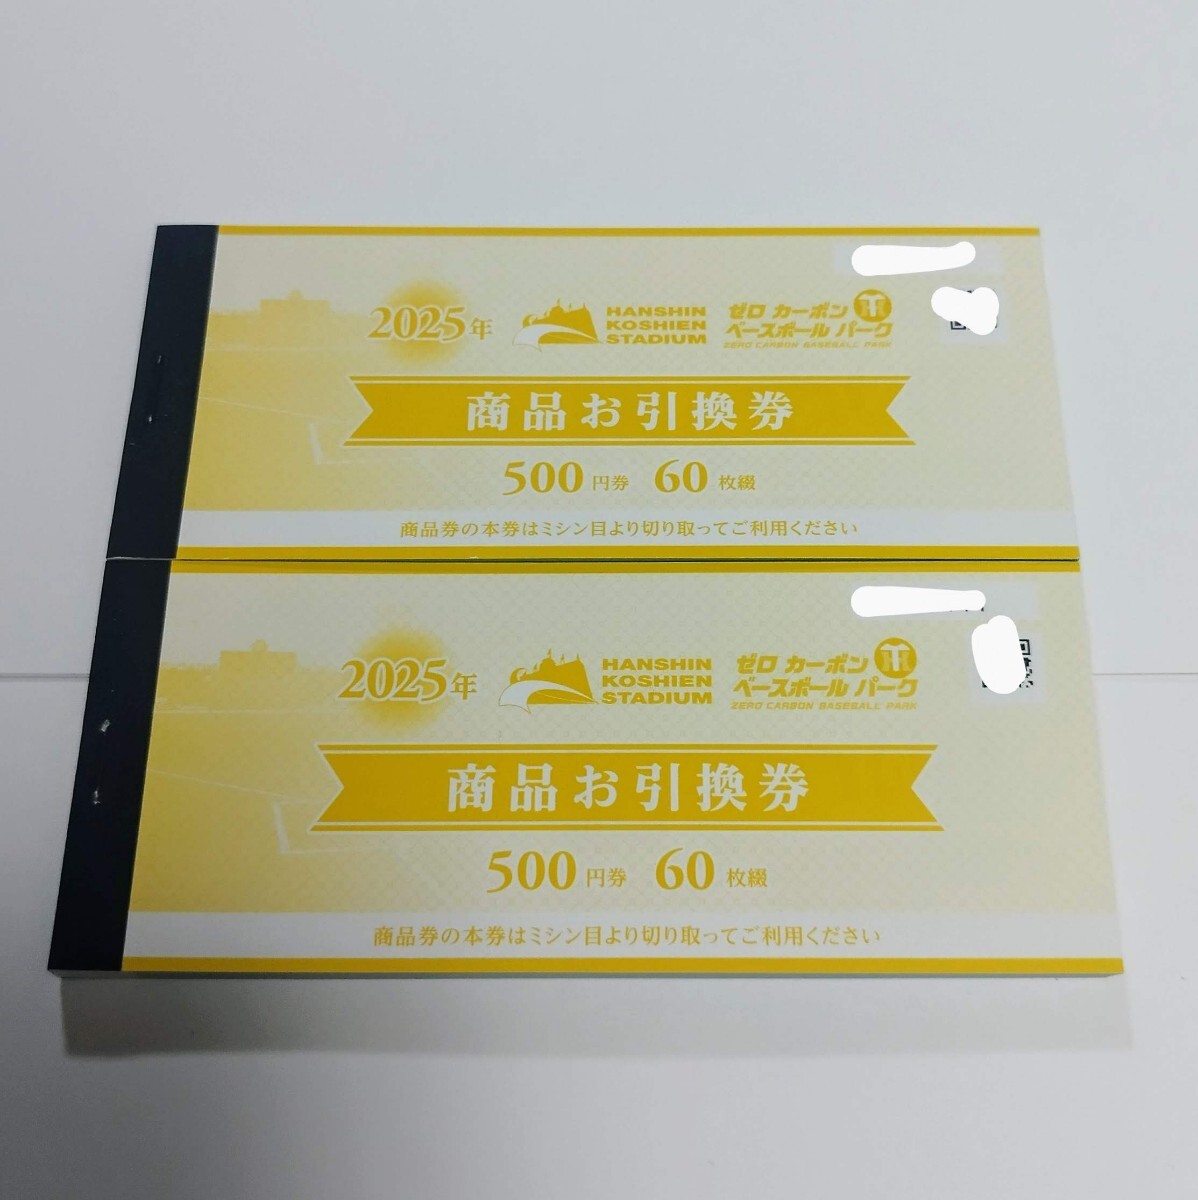 2025年
HANSHIN
KOSHIEN
STADIUM
ゼロ カーボン
ベースボール パーク
ZERO CARBON BASEBALL PARK
商品お引換券
500円券 60枚綴
商品券の本券はミシン目より切り取ってご利用ください
2025年
HANSHIN
KOSHIEN
STADIUM
ゼロ カーボン
ベースボール パーク
ZERO CARBON BASEBALL PARK
商品お引換券
500円券 60枚綴
商品券の本券はミシン目より切り取ってご利用ください